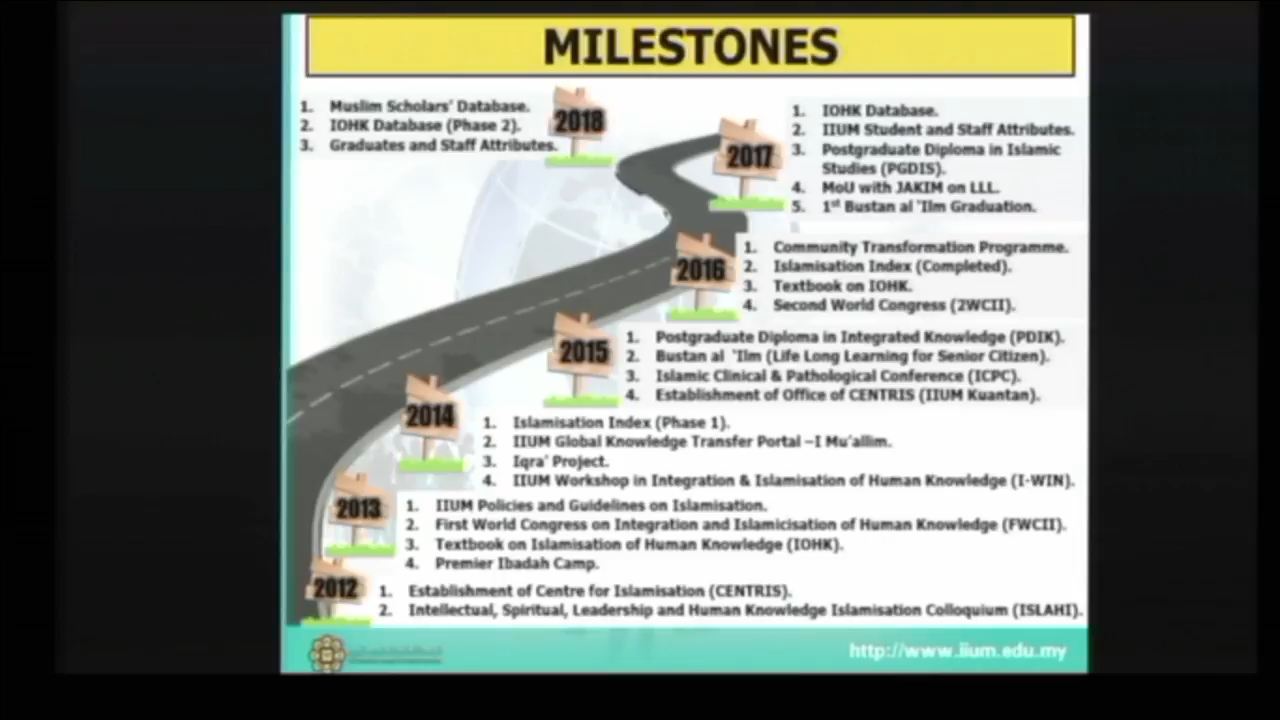 MILESTONES
2018
1. Muslim Scholars' Database.
2. IOHK Database (Phase 2).
3. Graduates and Staff Attributes.
2017
1. IOHK Database.
2. IIUM Student and Staff Attributes.
3. Postgraduate Diploma in Islamic
Studies (PGDIS).
4. MoU with JAKIM on LLL.
5. 1st Bustan al 'Ilm Graduation.
2016
1. Community Transformation Programme.
2. Islamisation Index (Completed).
3. Textbook on IOHK.
4. Second World Congress (2WCII).
2015
1. Postgraduate Diploma in Integrated Knowledge (PDIK).
2. Bustan al 'Ilm (Life Long Learning for Senior Citizen).
3. Islamic Clinical & Pathological Conference (ICPC).
4. Establishment of Office of CENTRIS (IIUM Kuantan).
2014
1. Islamisation Index (Phase 1).
2. IIUM Global Knowledge Transfer Portal –I Mu'allim.
3. Iqra' Project.
4. IIUM Workshop in Integration & Islamisation of Human Knowledge (I-WIN).
2013
1. IIUM Policies and Guidelines on Islamisation.
2. First World Congress on Integration and Islamicisation of Human Knowledge (FWCII).
3. Textbook on Islamisation of Human Knowledge (IOHK).
4. Premier Ibadah Camp.
2012
1. Establishment of Centre for Islamisation (CENTRIS).
2. Intellectual, Spiritual, Leadership and Human Knowledge Islamisation Colloquium (ISLAHI).
http://www.iium.edu.my